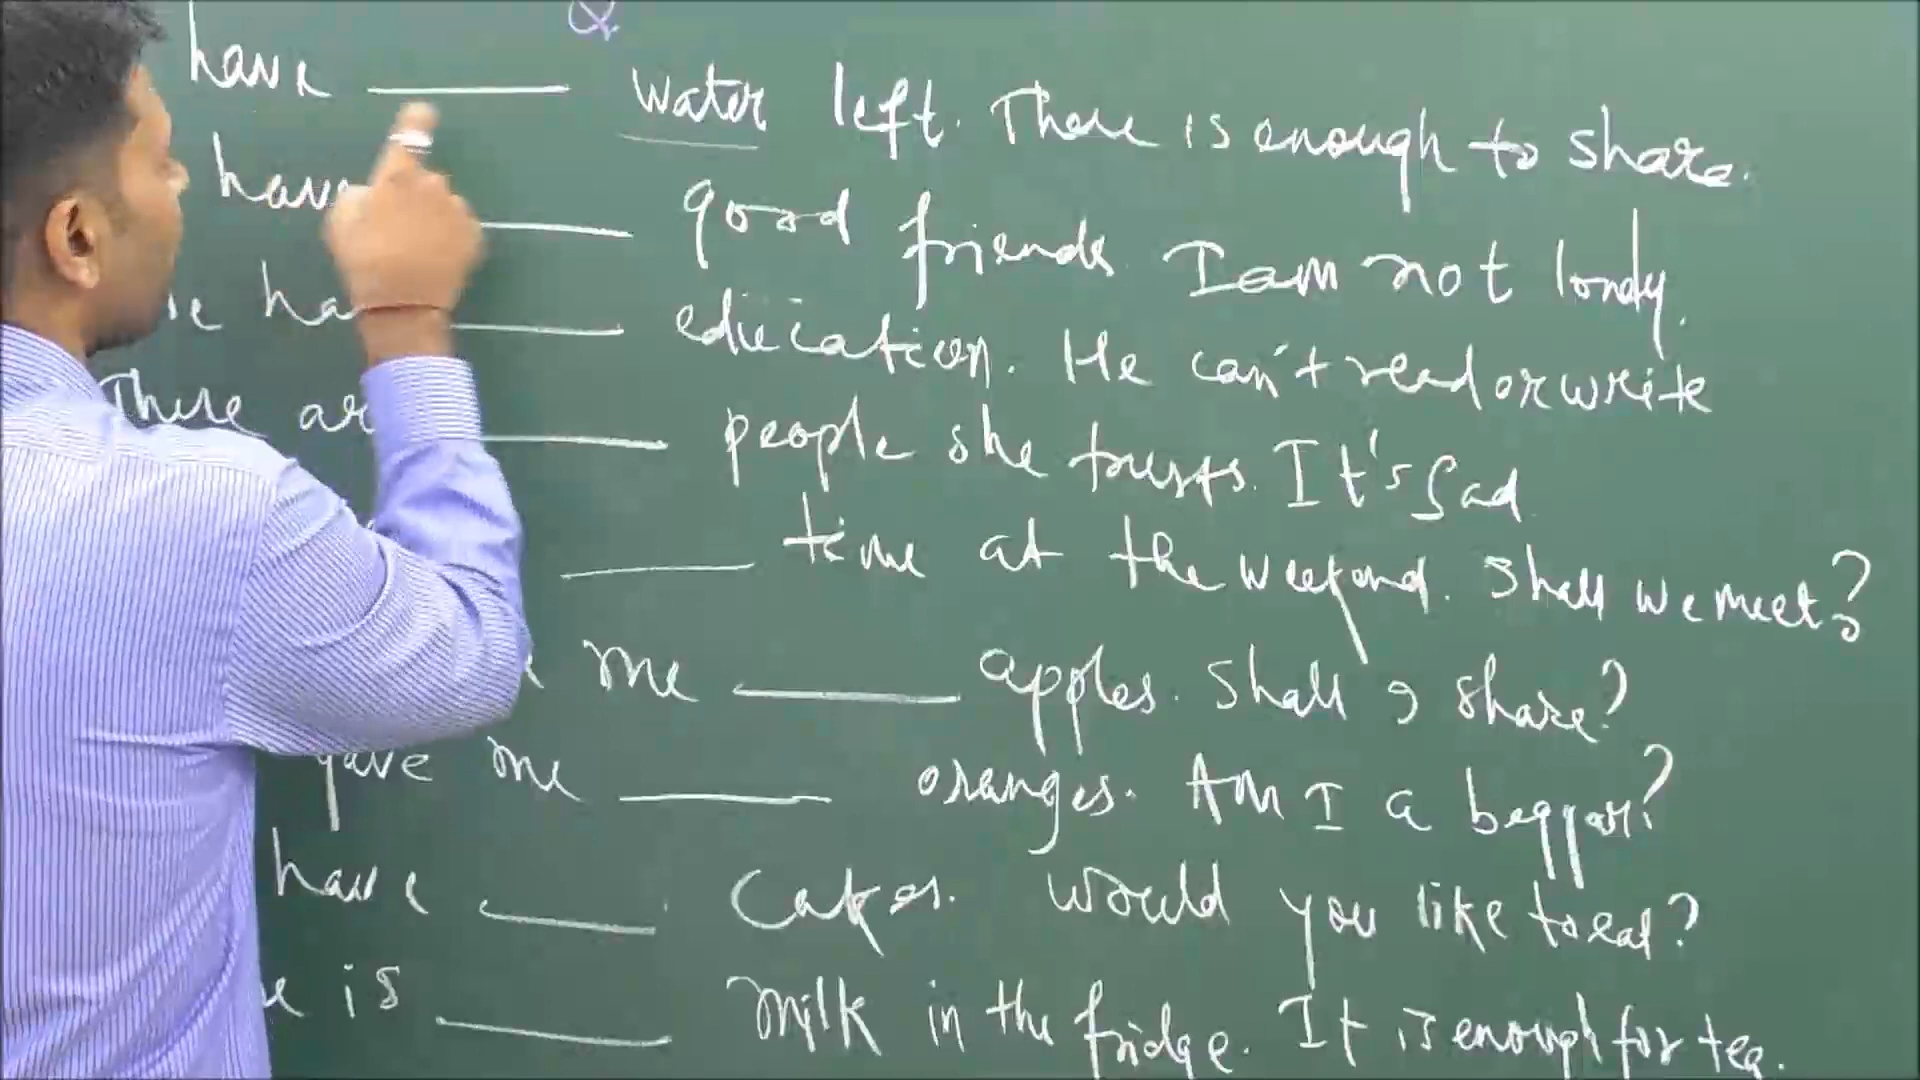 Q
have ______ water left. There is enough to share.
have ______ good friends. I am not lonely.
ha ______ education. He can't read or write
There ar ______ people she trusts. It's sad
______ time at the weekend. Shall we meet?
me ______ apples. Shall I share?
gave me ______ oranges. Am I a beggar?
have ______ cakes. Would you like to eat?
is ______ milk in the fridge. It is enough for tea.